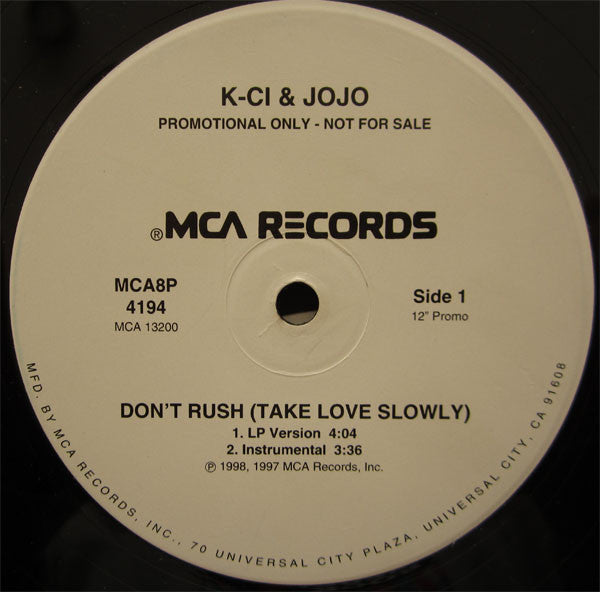 K-CI & JOJO
PROMOTIONAL ONLY - NOT FOR SALE
®MCA RECORDS
MCA8P
4194
MCA 13200
Side 1
12" Promo
DON'T RUSH (TAKE LOVE SLOWLY)
1. LP Version 4:04
2. Instrumental 3:36
℗ 1998, 1997 MCA Records, Inc.
MFD. BY MCA RECORDS, INC., 70 UNIVERSAL CITY PLAZA, UNIVERSAL CITY, CA 91608